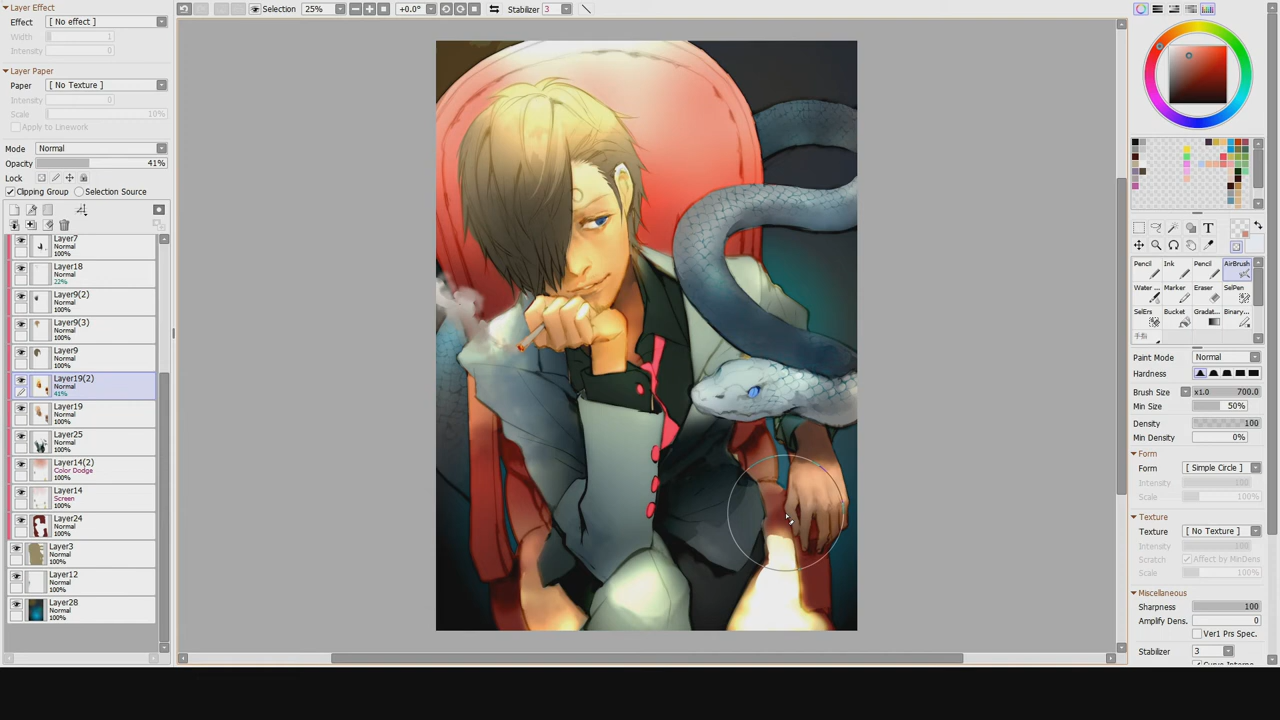 Layer Effect
Effect [ No effect ]
Width 1
Intensity 0
Layer Paper
Paper [ No Texture ]
Intensity 0
Scale 10%
Apply to Linework
Mode Normal
Opacity 41%
Lock
Clipping Group Selection Source
Layer7
Normal
100%
Layer18
Normal
22%
Layer9(2)
Normal
100%
Layer9(3)
Normal
100%
Layer9
Normal
100%
Layer19(2)
Normal
41%
Layer19
Normal
100%
Layer25
Normal
100%
Layer14(2)
Color Dodge
100%
Layer14
Screen
100%
Layer24
Normal
100%
Layer3
Normal
100%
Layer12
Normal
100%
Layer28
Normal
100%
Selection 25% +0.0° Stabilizer 3
T
Pencil Ink Pencil AirBrush
Water ... Marker Eraser SelPen
SelErs Bucket Gradation Binary...
Paint Mode Normal
Hardness
Brush Size x1.0 700.0
Min Size 50%
Density 100
Min Density 0%
Form
Form [ Simple Circle ]
Intensity 100
Scale 100%
Texture
Texture [ No Texture ]
Intensity 100
Scratch Affect by MinDens
Scale 100%
Miscellaneous
Sharpness 100
Amplify Dens. 0
Ver1 Prs Spec.
Stabilizer 3